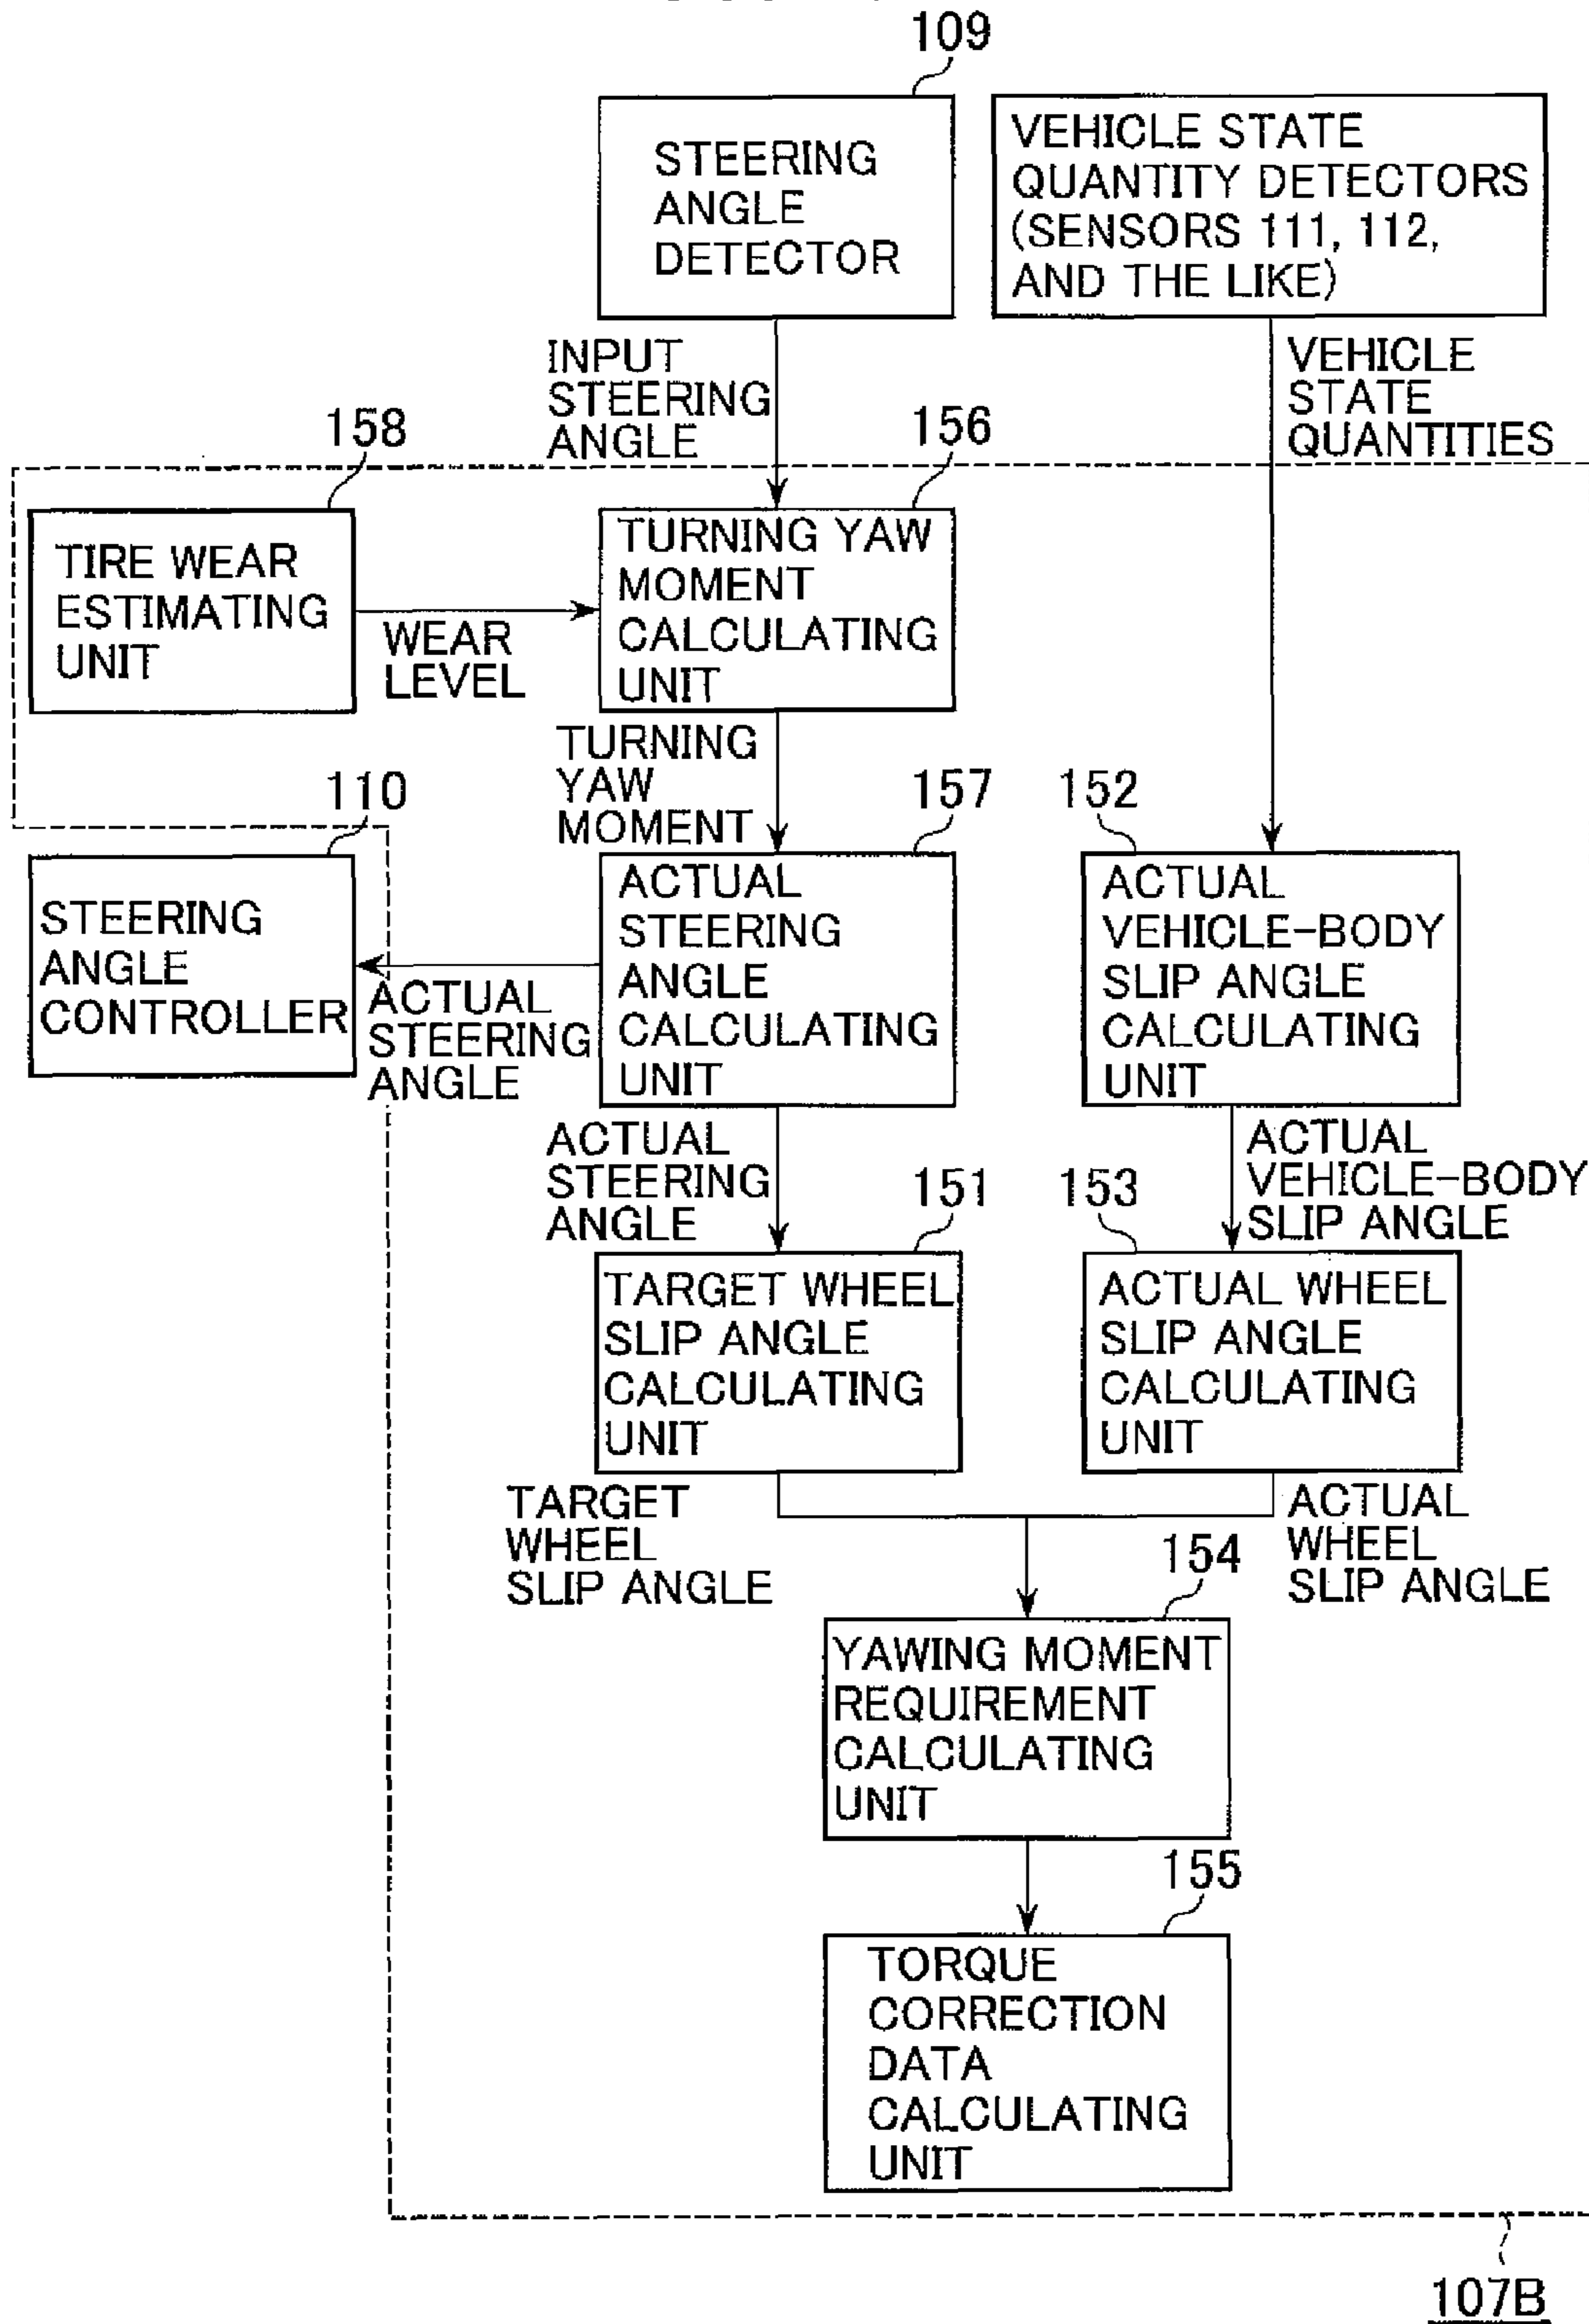 109
STEERING
ANGLE
DETECTOR
VEHICLE STATE
QUANTITY DETECTORS
(SENSORS 111, 112,
AND THE LIKE)
INPUT
STEERING
ANGLE
VEHICLE
STATE
QUANTITIES
158
156
TIRE WEAR
ESTIMATING
UNIT
WEAR
LEVEL
TURNING YAW
MOMENT
CALCULATING
UNIT
TURNING
YAW
MOMENT
110
157
152
STEERING
ANGLE
CONTROLLER
ACTUAL
STEERING
ANGLE
ACTUAL
STEERING
ANGLE
CALCULATING
UNIT
ACTUAL
VEHICLE-BODY
SLIP ANGLE
CALCULATING
UNIT
ACTUAL
STEERING
ANGLE
ACTUAL
VEHICLE-BODY
SLIP ANGLE
151
153
TARGET WHEEL
SLIP ANGLE
CALCULATING
UNIT
ACTUAL WHEEL
SLIP ANGLE
CALCULATING
UNIT
TARGET
WHEEL
SLIP ANGLE
ACTUAL
WHEEL
SLIP ANGLE
154
YAWING MOMENT
REQUIREMENT
CALCULATING
UNIT
155
TORQUE
CORRECTION
DATA
CALCULATING
UNIT
107B